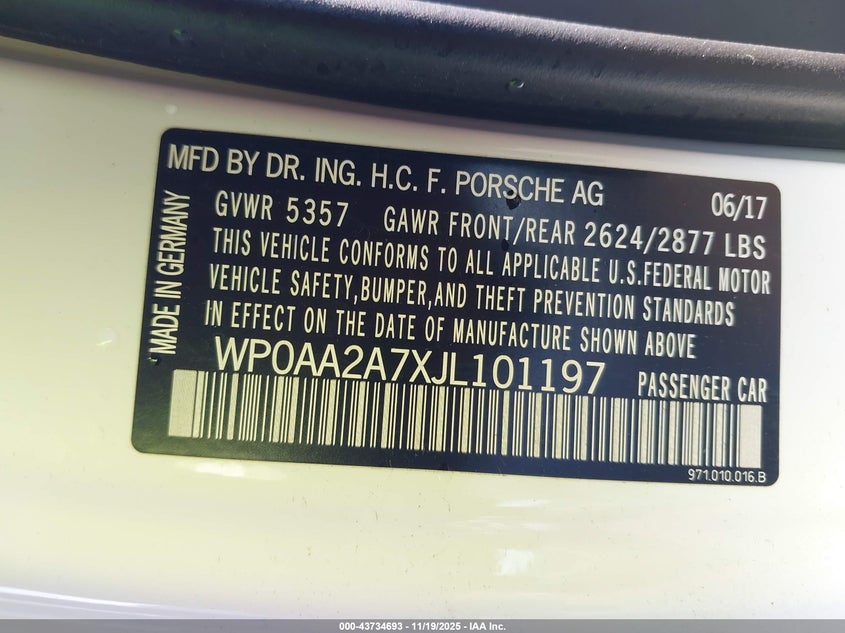 MFD BY DR. ING. H.C. F. PORSCHE AG 06/17
GVWR 5357 GAWR FRONT/REAR 2624/2877 LBS
THIS VEHICLE CONFORMS TO ALL APPLICABLE U.S.FEDERAL MOTOR
VEHICLE SAFETY,BUMPER,AND THEFT PREVENTION STANDARDS
IN EFFECT ON THE DATE OF MANUFACTURE SHOWN ABOVE
WP0AA2A7XJL101197 PASSENGER CAR
MADE IN GERMANY
971.010.016.B
000-43734693 - 11/19/2025 - IAA Inc.